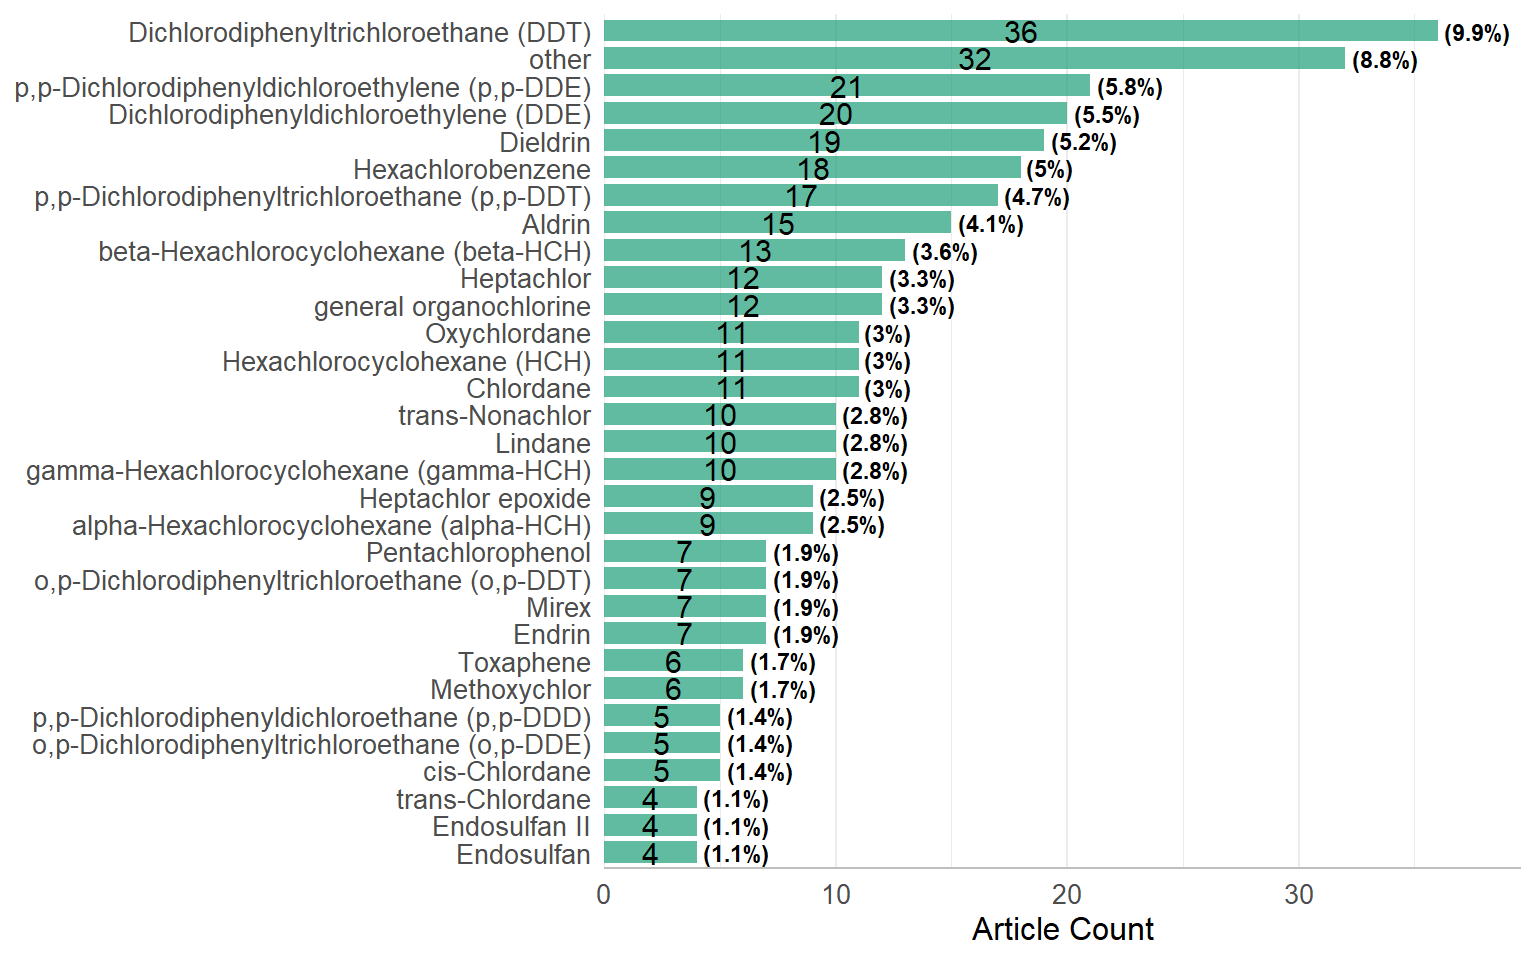 Dichlorodiphenyltrichloroethane (DDT) 36 (9.9%)
other 32 (8.8%)
p,p-Dichlorodiphenyldichloroethylene (p,p-DDE) 21 (5.8%)
Dichlorodiphenyldichloroethylene (DDE) 20 (5.5%)
Dieldrin 19 (5.2%)
Hexachlorobenzene 18 (5%)
p,p-Dichlorodiphenyltrichloroethane (p,p-DDT) 17 (4.7%)
Aldrin 15 (4.1%)
beta-Hexachlorocyclohexane (beta-HCH) 13 (3.6%)
Heptachlor 12 (3.3%)
general organochlorine 12 (3.3%)
Oxychlordane 11 (3%)
Hexachlorocyclohexane (HCH) 11 (3%)
Chlordane 11 (3%)
trans-Nonachlor 10 (2.8%)
Lindane 10 (2.8%)
gamma-Hexachlorocyclohexane (gamma-HCH) 10 (2.8%)
Heptachlor epoxide 9 (2.5%)
alpha-Hexachlorocyclohexane (alpha-HCH) 9 (2.5%)
Pentachlorophenol 7 (1.9%)
o,p-Dichlorodiphenyltrichloroethane (o,p-DDT) 7 (1.9%)
Mirex 7 (1.9%)
Endrin 7 (1.9%)
Toxaphene 6 (1.7%)
Methoxychlor 6 (1.7%)
p,p-Dichlorodiphenyldichloroethane (p,p-DDD) 5 (1.4%)
o,p-Dichlorodiphenyltrichloroethane (o,p-DDE) 5 (1.4%)
cis-Chlordane 5 (1.4%)
trans-Chlordane 4 (1.1%)
Endosulfan II 4 (1.1%)
Endosulfan 4 (1.1%)
0 10 20 30
Article Count